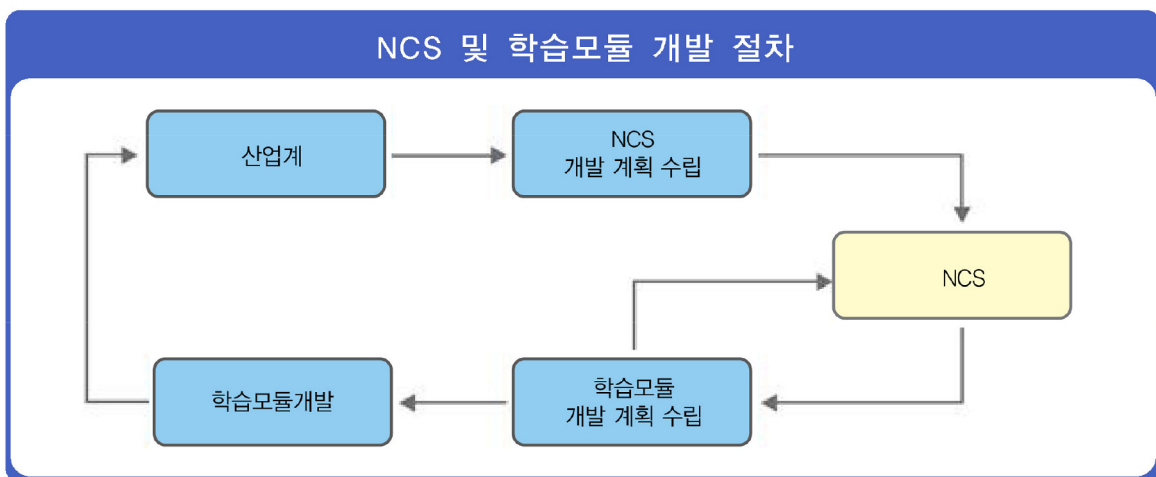 NCS 및 학습모듈 개발 절차
산업계
NCS
개발 계획 수립
NCS
학습모듈개발
학습모듈
개발 계획 수립